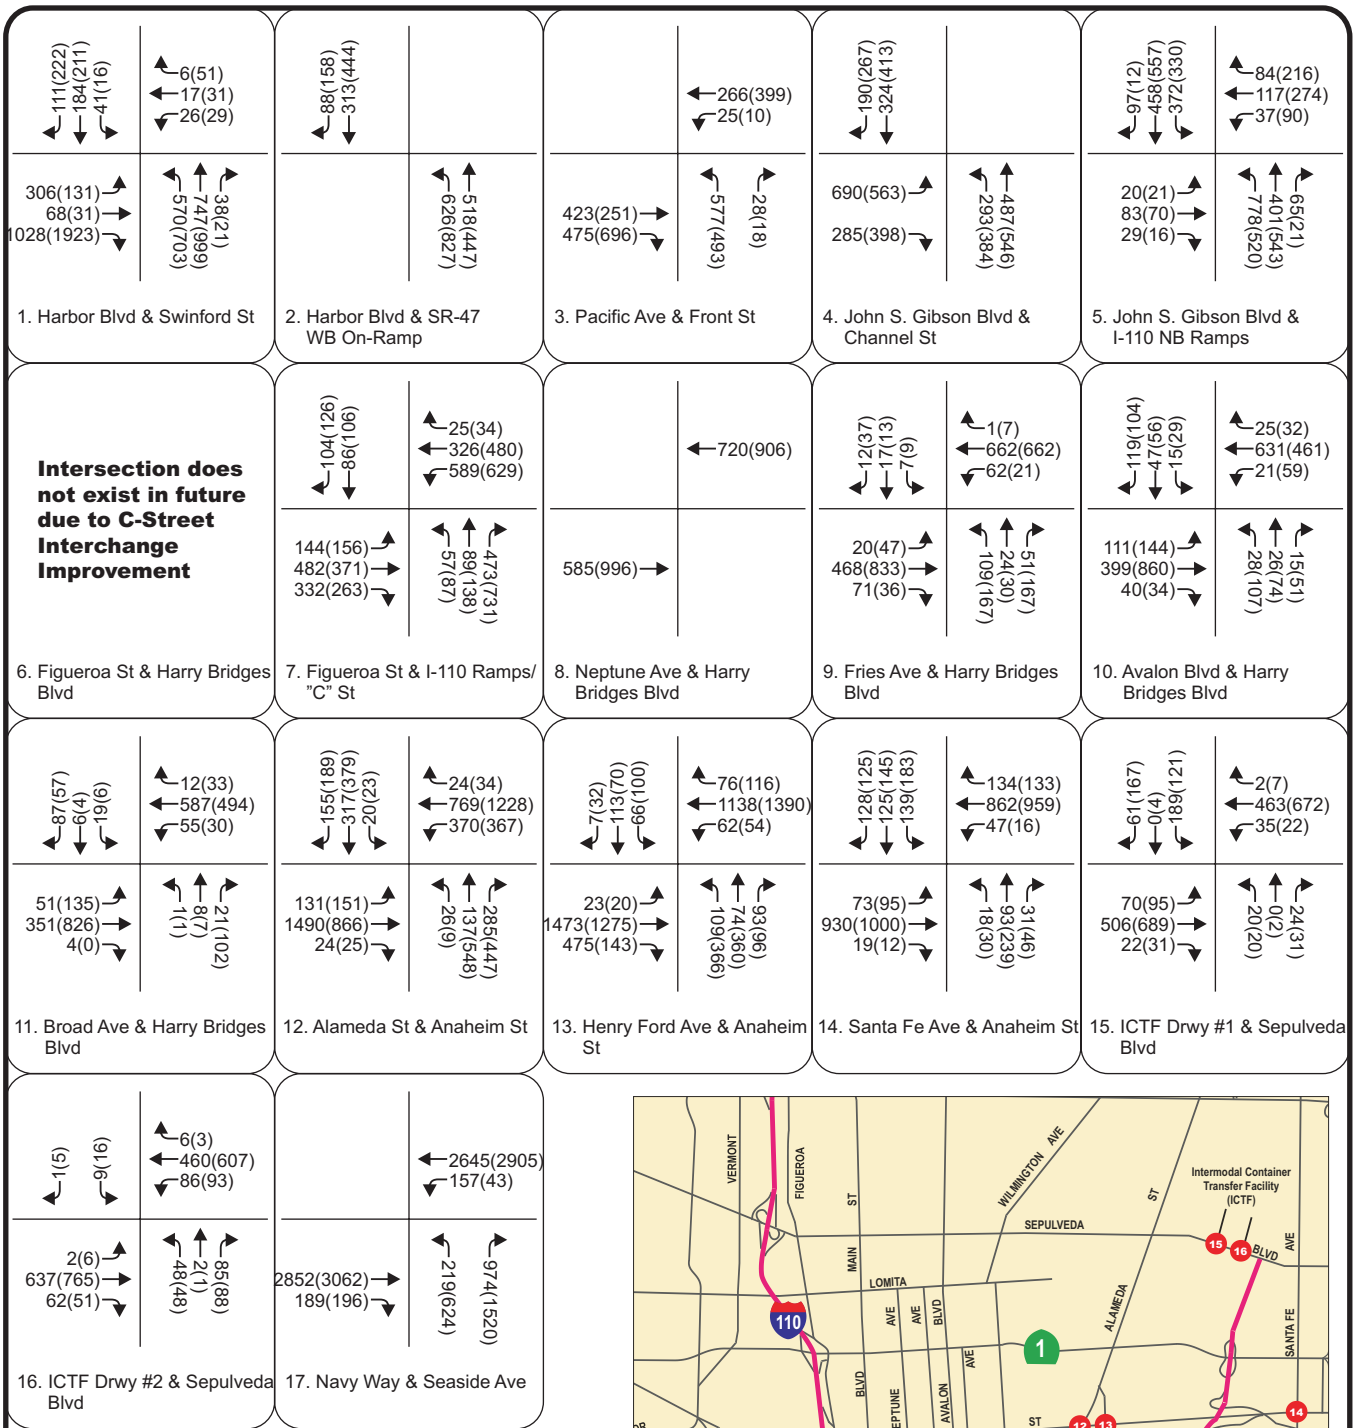 111(222)
184(211)
41(16)
6(51)
17(31)
26(29)
306(131)
68(31)
1028(1923)
570(703)
747(999)
38(21)
1. Harbor Blvd & Swinford St
88(158)
313(444)
626(827)
518(447)
2. Harbor Blvd & SR-47
WB On-Ramp
266(399)
25(10)
423(251)
475(696)
577(493)
28(18)
3. Pacific Ave & Front St
190(267)
324(413)
690(563)
285(398)
293(384)
487(546)
4. John S. Gibson Blvd &
Channel St
97(12)
458(557)
372(330)
84(216)
117(274)
37(90)
20(21)
83(70)
29(16)
778(520)
401(543)
65(21)
5. John S. Gibson Blvd &
I-110 NB Ramps
Intersection does
not exist in future
due to C-Street
Interchange
Improvement
6. Figueroa St & Harry Bridges
Blvd
104(126)
86(106)
25(34)
326(480)
589(629)
144(156)
482(371)
332(263)
57(87)
89(138)
473(731)
7. Figueroa St & I-110 Ramps/
"C" St
720(906)
585(996)
8. Neptune Ave & Harry
Bridges Blvd
12(37)
17(13)
7(9)
1(7)
662(662)
62(21)
20(47)
468(833)
71(36)
109(167)
24(30)
51(167)
9. Fries Ave & Harry Bridges
Blvd
119(104)
47(56)
15(29)
25(32)
631(461)
21(59)
111(144)
399(860)
40(34)
28(107)
26(74)
15(51)
10. Avalon Blvd & Harry
Bridges Blvd
87(57)
6(4)
19(6)
12(33)
587(494)
55(30)
51(135)
351(826)
4(0)
1(1)
8(7)
21(102)
11. Broad Ave & Harry Bridges
Blvd
155(189)
317(379)
20(23)
24(34)
769(1228)
370(367)
131(151)
1490(866)
24(25)
26(9)
137(548)
285(447)
12. Alameda St & Anaheim St
7(32)
113(70)
66(100)
76(116)
1138(1390)
62(54)
23(20)
1473(1275)
475(143)
109(366)
74(360)
93(96)
13. Henry Ford Ave & Anaheim
St
128(125)
125(145)
139(183)
134(133)
862(959)
47(16)
73(95)
930(1000)
19(12)
18(30)
93(239)
31(46)
14. Santa Fe Ave & Anaheim St
61(167)
0(4)
189(121)
2(7)
463(672)
35(22)
70(95)
506(689)
22(31)
20(20)
0(2)
24(31)
15. ICTF Drwy #1 & Sepulveda
Blvd
1(5)
9(16)
6(3)
460(607)
86(93)
2(6)
637(765)
62(51)
48(48)
2(1)
85(88)
16. ICTF Drwy #2 & Sepulveda
Blvd
2645(2905)
157(43)
2852(3062)
189(196)
219(624)
974(1520)
17. Navy Way & Seaside Ave
VERMONT
FIGUEROA
ST
MAIN
BLVD
WILMINGTON AVE
ST
ALAMEDA
Intermodal Container
Transfer Facility
(ICTF)
SEPULVEDA
BLVD
15
16
AVE
SANTA FE
LOMITA
110
AVE
AVE
BLVD
AVALON
AVE
1
ST
12
13
14